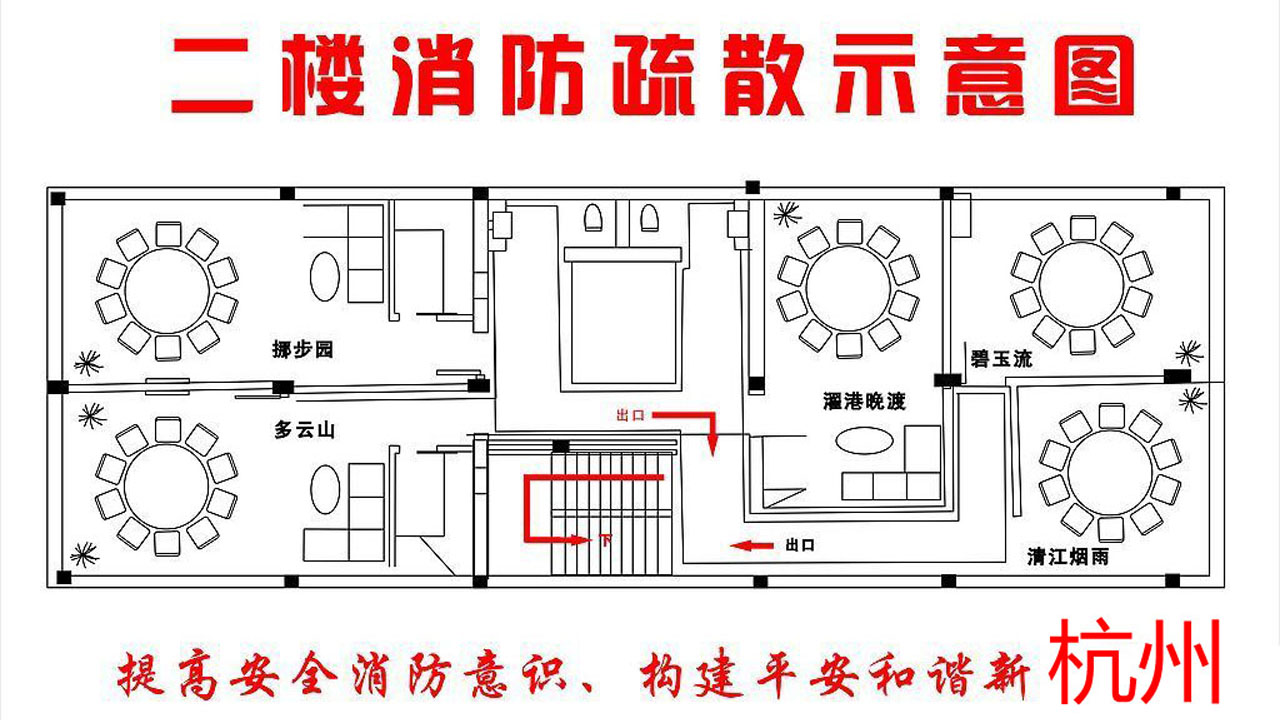 二楼消防疏散示意图
挪步园
多云山
出口
濯港晚渡
碧玉流
下
出口
清江烟雨
提高安全消防意识、构建平安和谐新杭州